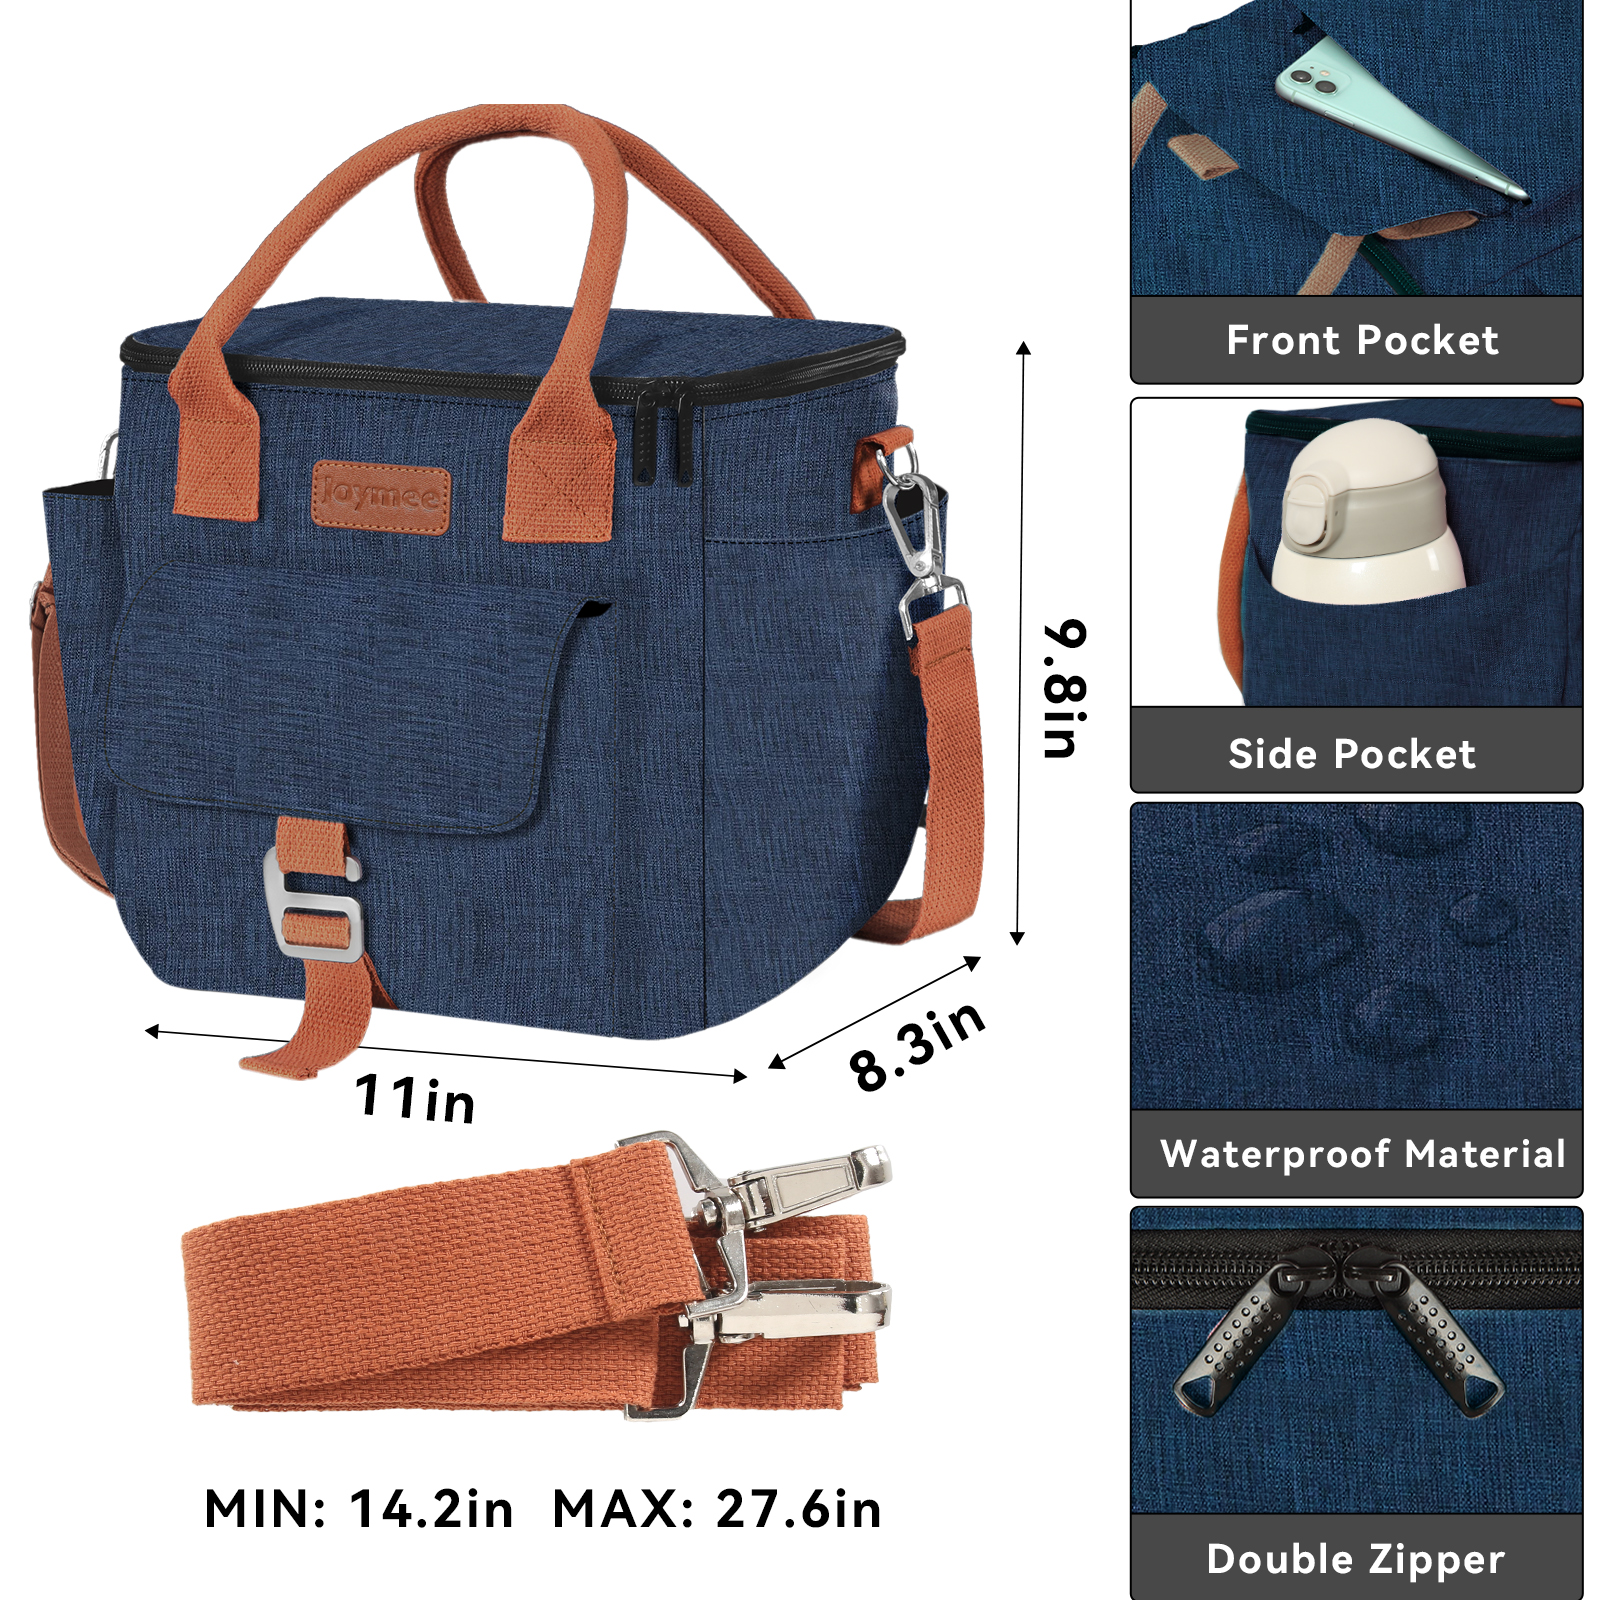 Joymee
9.8in
8.3in
11in
MIN: 14.2in MAX: 27.6in
Front Pocket
Side Pocket
Waterproof Material
Double Zipper